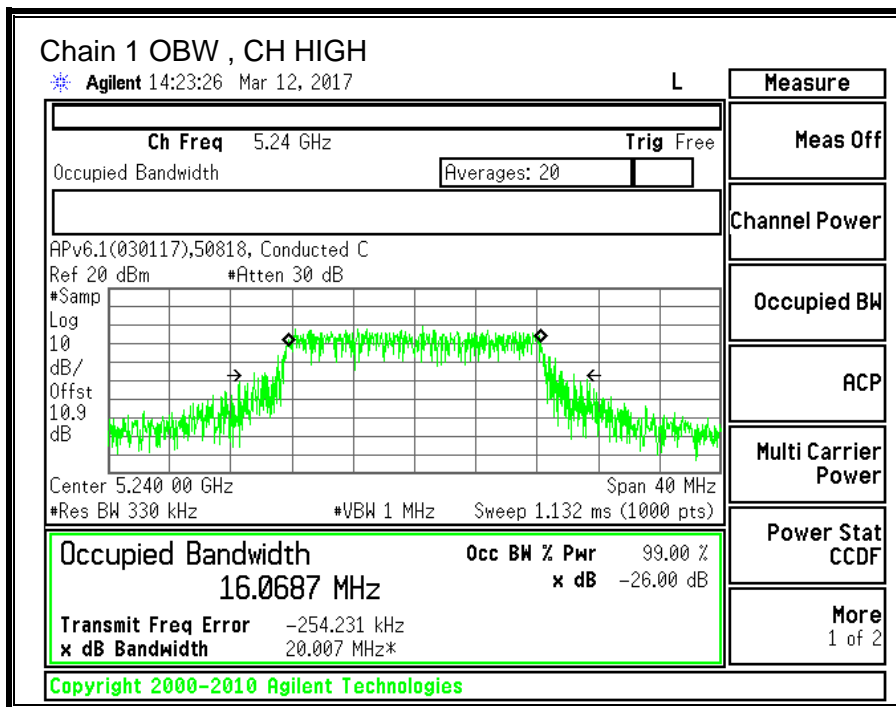 Chain 1 OBW , CH HIGH
Agilent 14:23:26 Mar 12, 2017 L
Measure
Ch Freq 5.24 GHz Trig Free
Occupied Bandwidth Averages: 20
APv6.1(030117),50818, Conducted C
Ref 20 dBm #Atten 30 dB
#Samp
Log
10
dB/
Offst
10.9
dB
Center 5.240 00 GHz Span 40 MHz
#Res BW 330 kHz #VBW 1 MHz Sweep 1.132 ms (1000 pts)
Occupied Bandwidth Occ BW % Pwr 99.00 %
16.0687 MHz x dB -26.00 dB
Transmit Freq Error -254.231 kHz
x dB Bandwidth 20.007 MHz*
Copyright 2000-2010 Agilent Technologies
Meas Off
Channel Power
Occupied BW
ACP
Multi Carrier
Power
Power Stat
CCDF
More
1 of 2